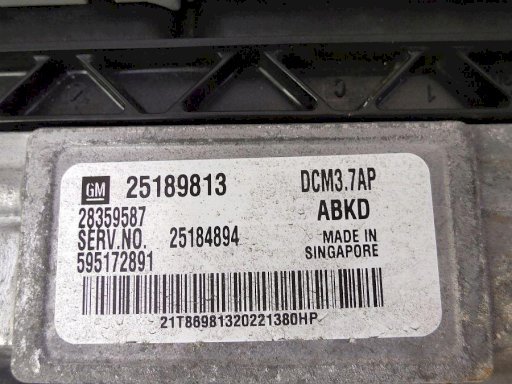 GM 25189813 DCM3.7AP
28359587 ABKD
SERV.NO. 25184894 MADE IN
595172891 SINGAPORE
21T86981320221380HP